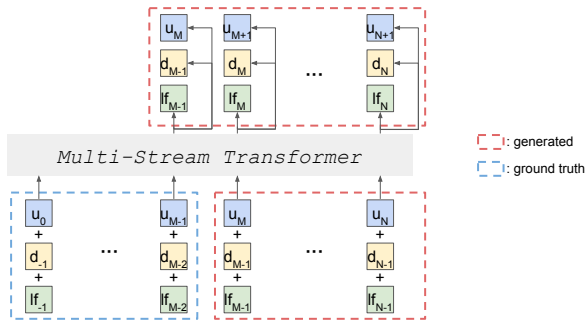 u_M u_M+1 u_N+1
d_M-1 d_M ... d_N
lf_M-1 lf_M lf_N
Multi-Stream Transformer
: generated
: ground truth
u_0 u_M-1 u_M u_N
+ + + +
d_-1 ... d_M-2 d_M-1 ... d_N-1
+ + + +
lf_-1 lf_M-2 lf_M-1 lf_N-1